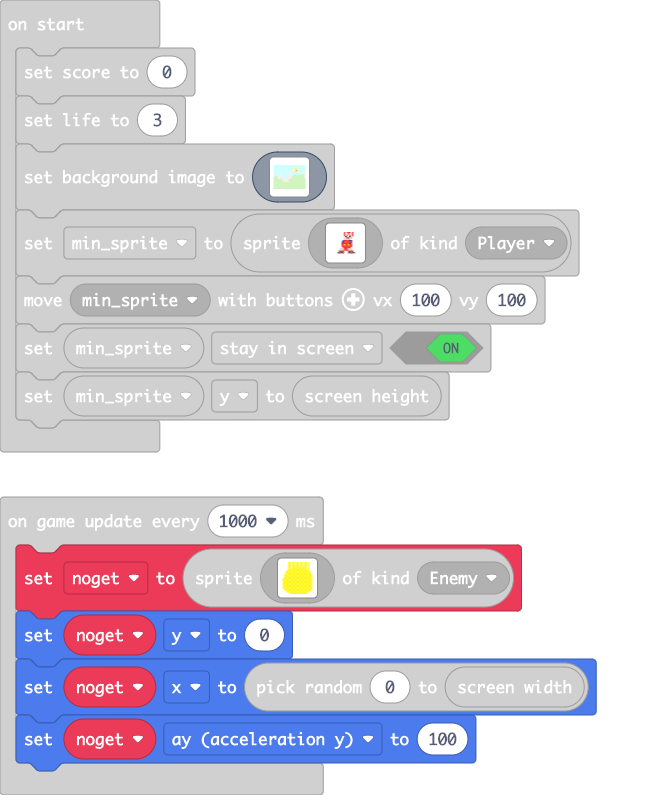 on start
set score to 0
set life to 3
set background image to
set min_sprite to sprite of kind Player
move min_sprite with buttons vx 100 vy 100
set min_sprite stay in screen ON
set min_sprite y to screen height
on game update every 1000 ms
set noget to sprite of kind Enemy
set noget y to 0
set noget x to pick random 0 to screen width
set noget ay (acceleration y) to 100